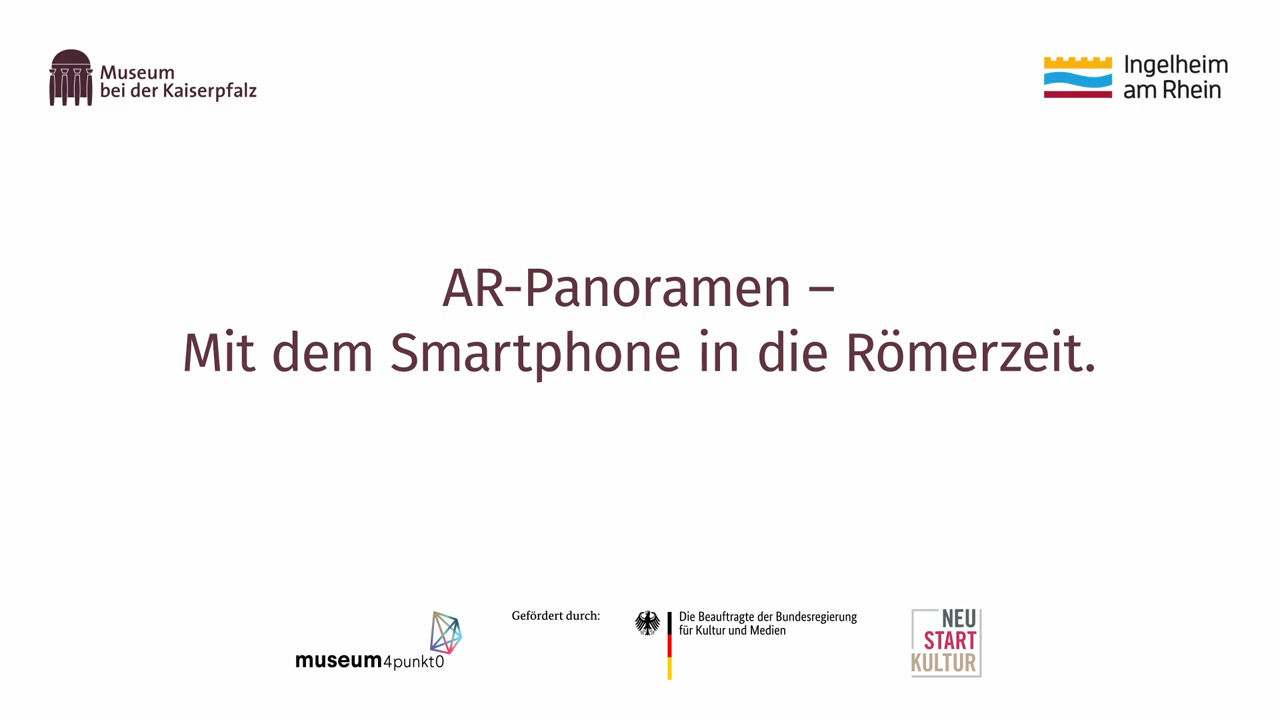 Museum
bei der Kaiserpfalz
Ingelheim
am Rhein
AR-Panoramen –
Mit dem Smartphone in die Römerzeit.
museum4punkt0
Gefördert durch:
Die Beauftragte der Bundesregierung
für Kultur und Medien
NEU
START
KULTUR